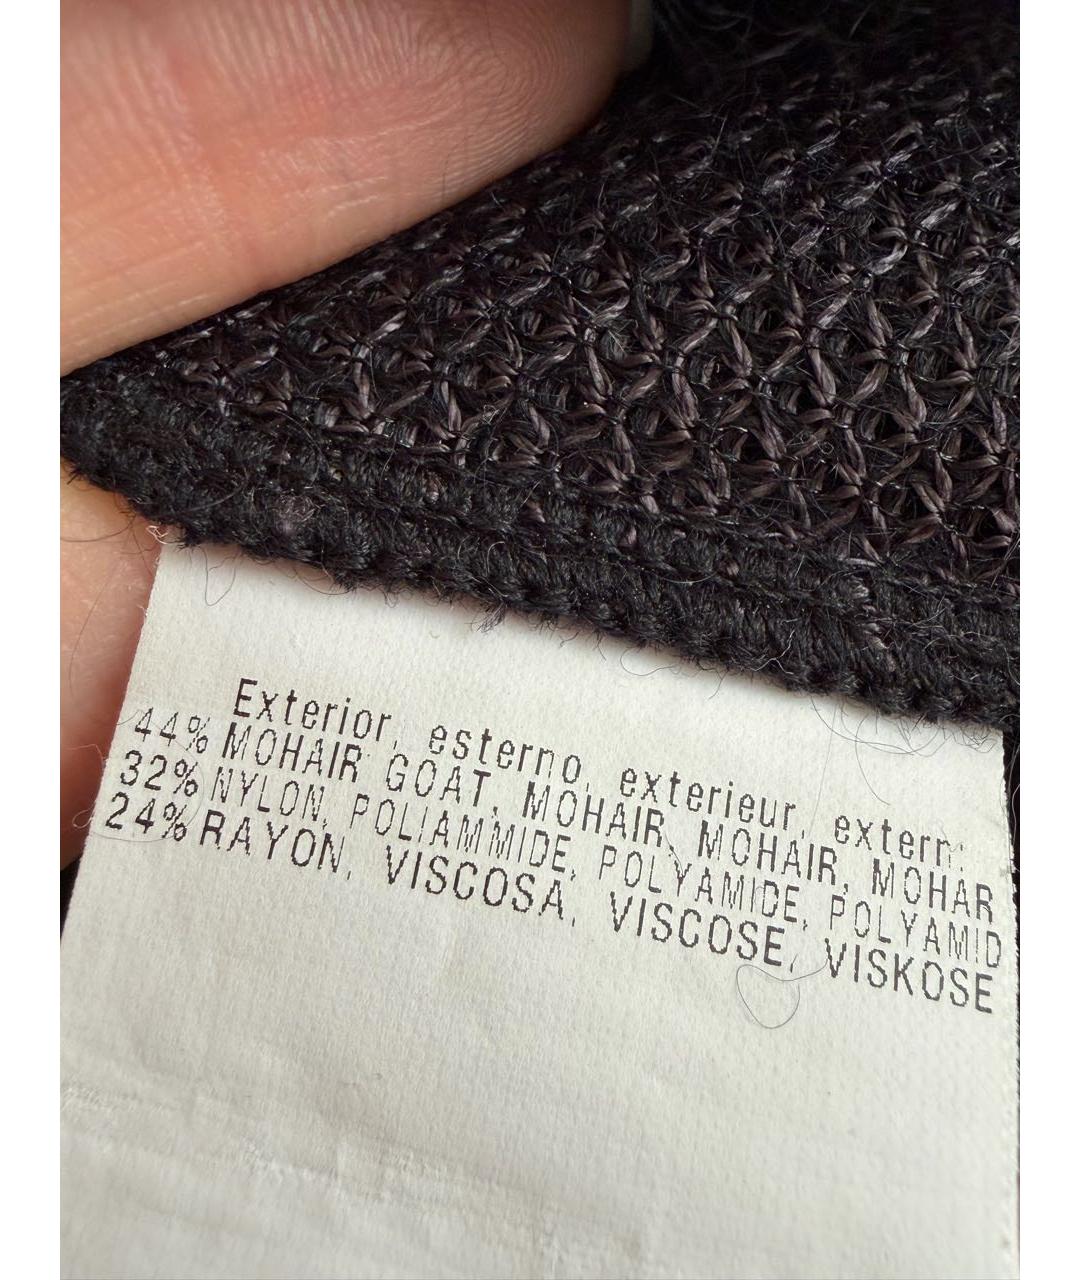 Exterior, esterno, exterieur, extern:
44% MOHAIR GOAT, MOHAIR, MOHAIR, MOHAR
32% NYLON, POLIAMMIDE, POLYAMIDE, POLYAMID
24% RAYON, VISCOSA, VISCOSE, VISKOSE